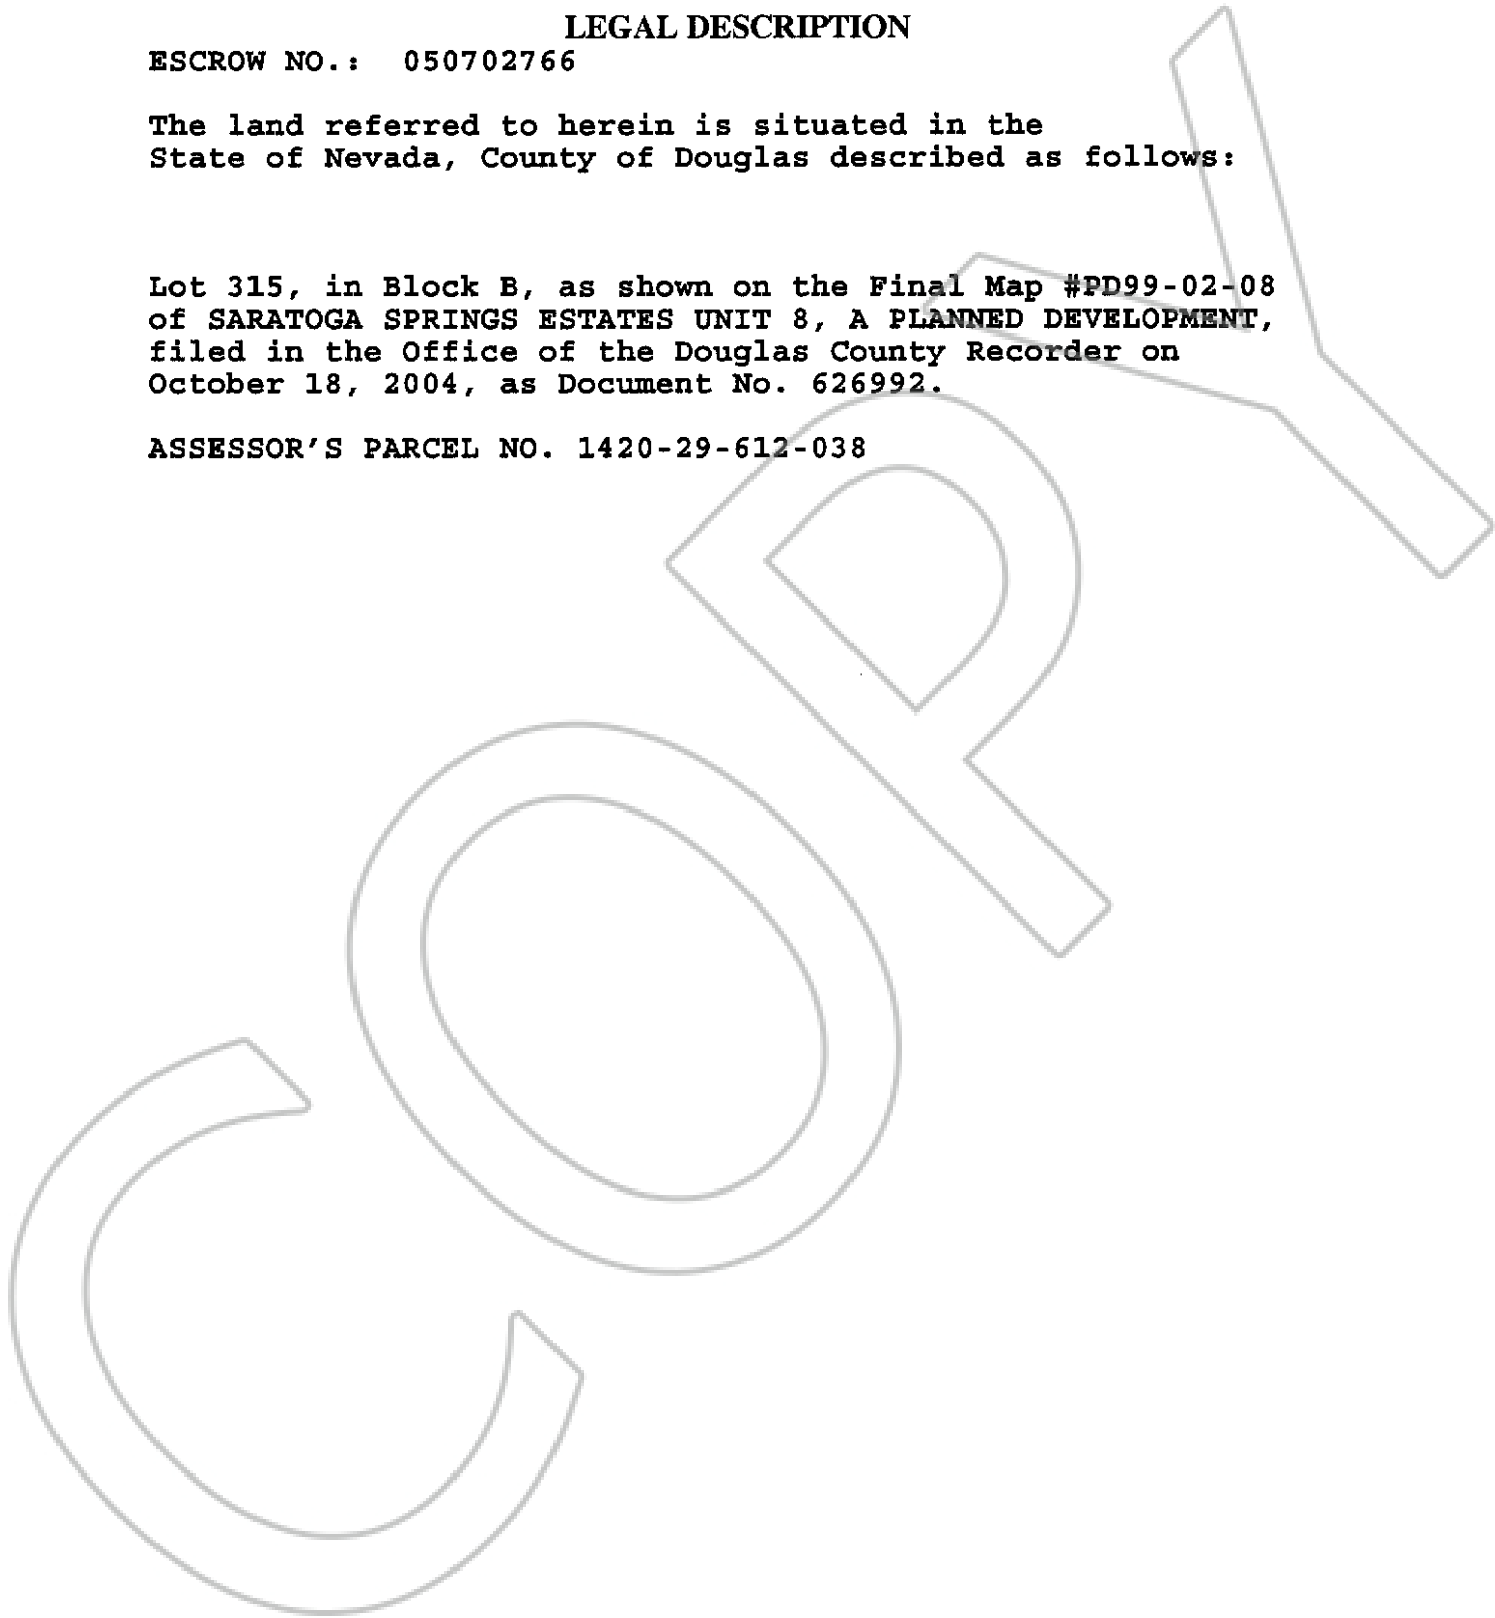 LEGAL DESCRIPTION
ESCROW NO.: 050702766
The land referred to herein is situated in the
State of Nevada, County of Douglas described as follows:
Lot 315, in Block B, as shown on the Final Map #PD99-02-08
of SARATOGA SPRINGS ESTATES UNIT 8, A PLANNED DEVELOPMENT,
filed in the Office of the Douglas County Recorder on
October 18, 2004, as Document No. 626992.
ASSESSOR'S PARCEL NO. 1420-29-612-038
COPY